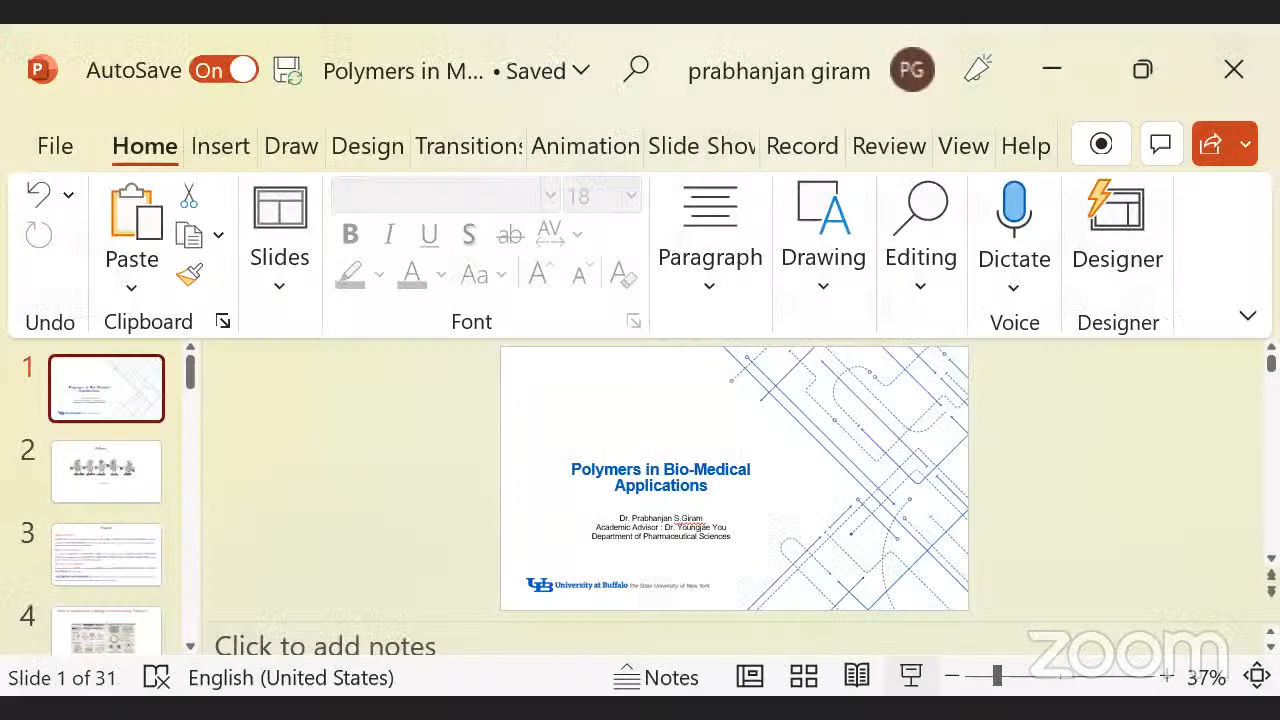 P AutoSave On Polymers in M... • Saved prabhanjan giram PG
File Home Insert Draw Design Transitions Animation Slide Show Record Review View Help
18
B I U S ab AV
A Aa A A A
Paste Slides Paragraph Drawing Editing Dictate Designer
Undo Clipboard Font Voice Designer
1
2
3
4
Polymers in Bio-Medical
Applications
Dr. Prabhanjan S.Giram
Academic Advisor : Dr. Youngjae You
Department of Pharmaceutical Sciences
UB University at Buffalo The State University of New York
Click to add notes
zoom
Slide 1 of 31 English (United States) Notes 37%